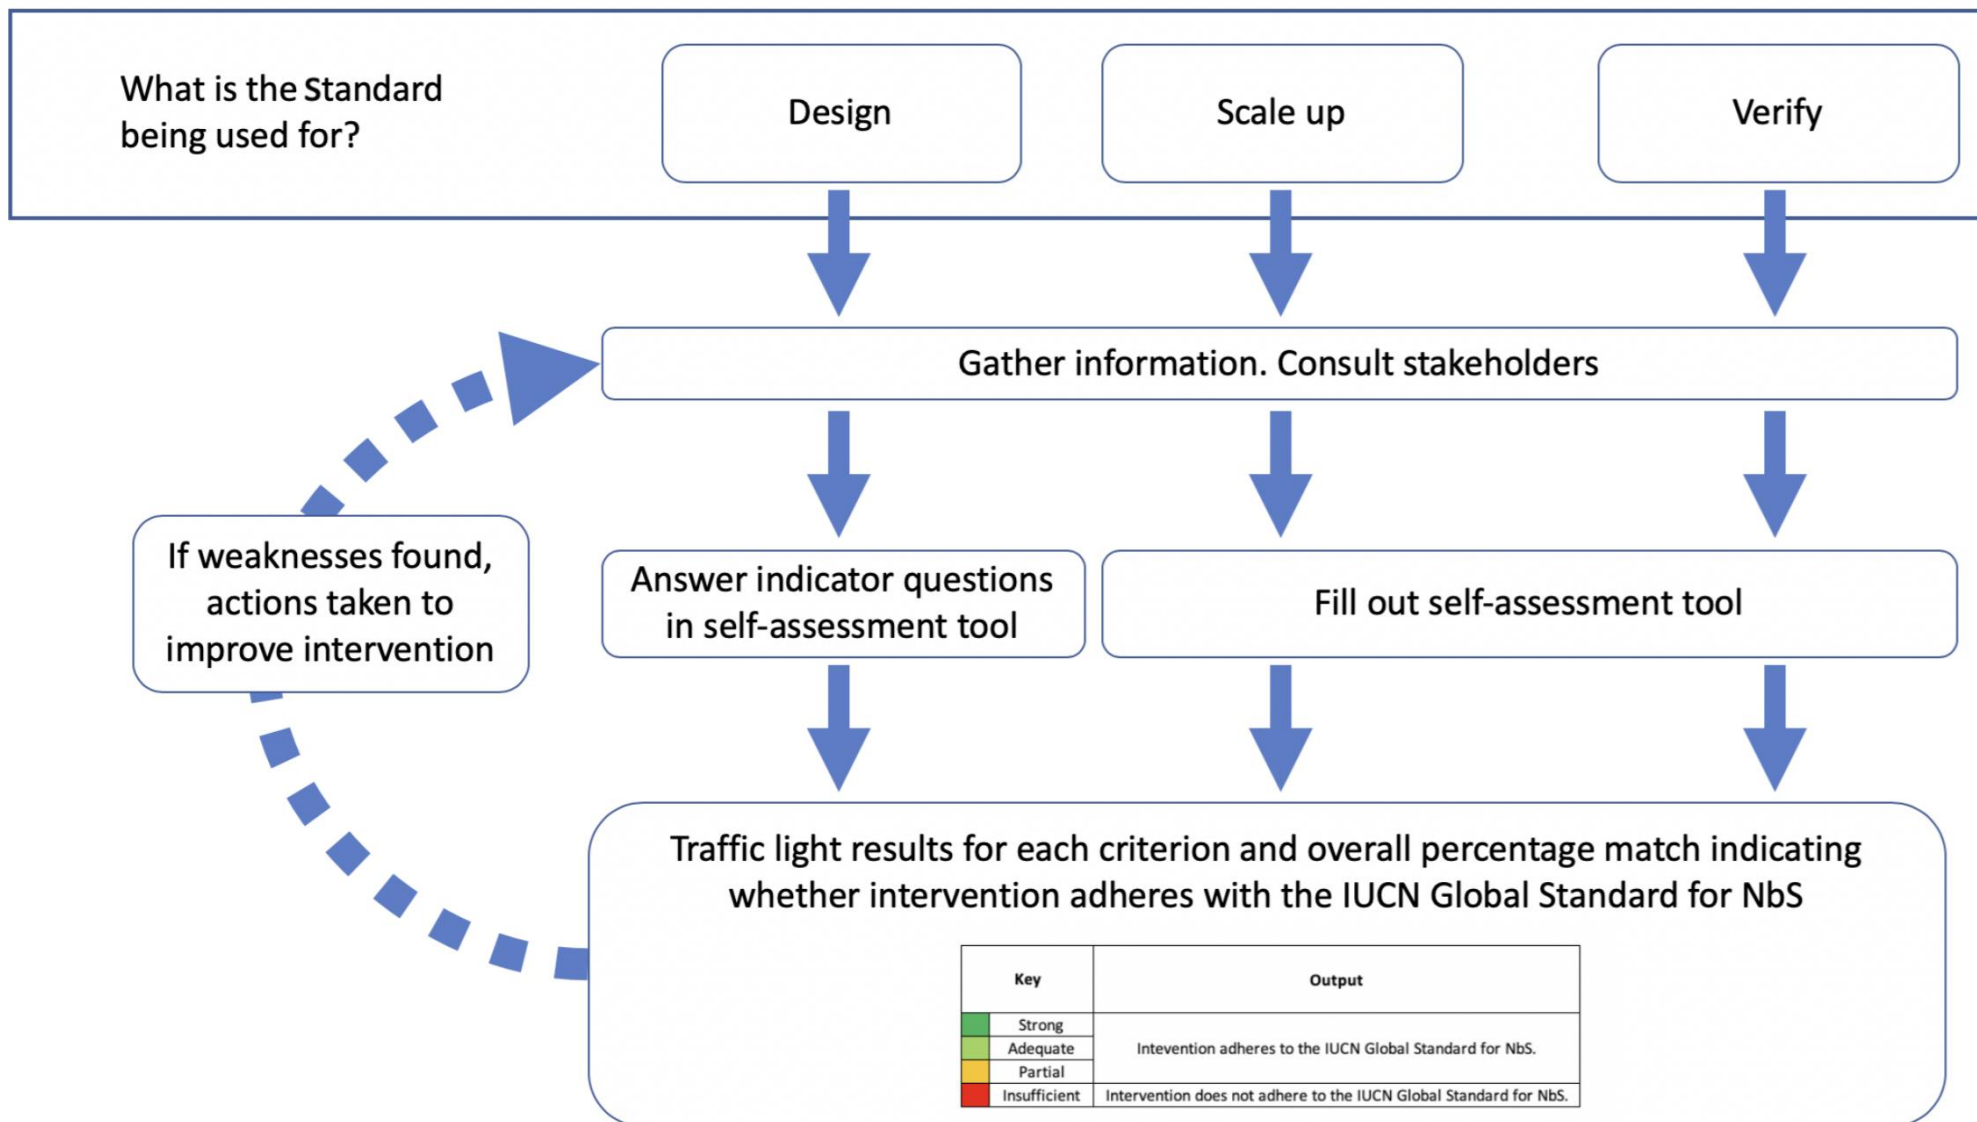 What is the Standard
being used for?
Design
Scale up
Verify
Gather information. Consult stakeholders
If weaknesses found,
actions taken to
improve intervention
Answer indicator questions
in self-assessment tool
Fill out self-assessment tool
Traffic light results for each criterion and overall percentage match indicating
whether intervention adheres with the IUCN Global Standard for NbS
Key
Output
Strong
Adequate
Partial
Intevention adheres to the IUCN Global Standard for NbS.
Insufficient
Intervention does not adhere to the IUCN Global Standard for NbS.